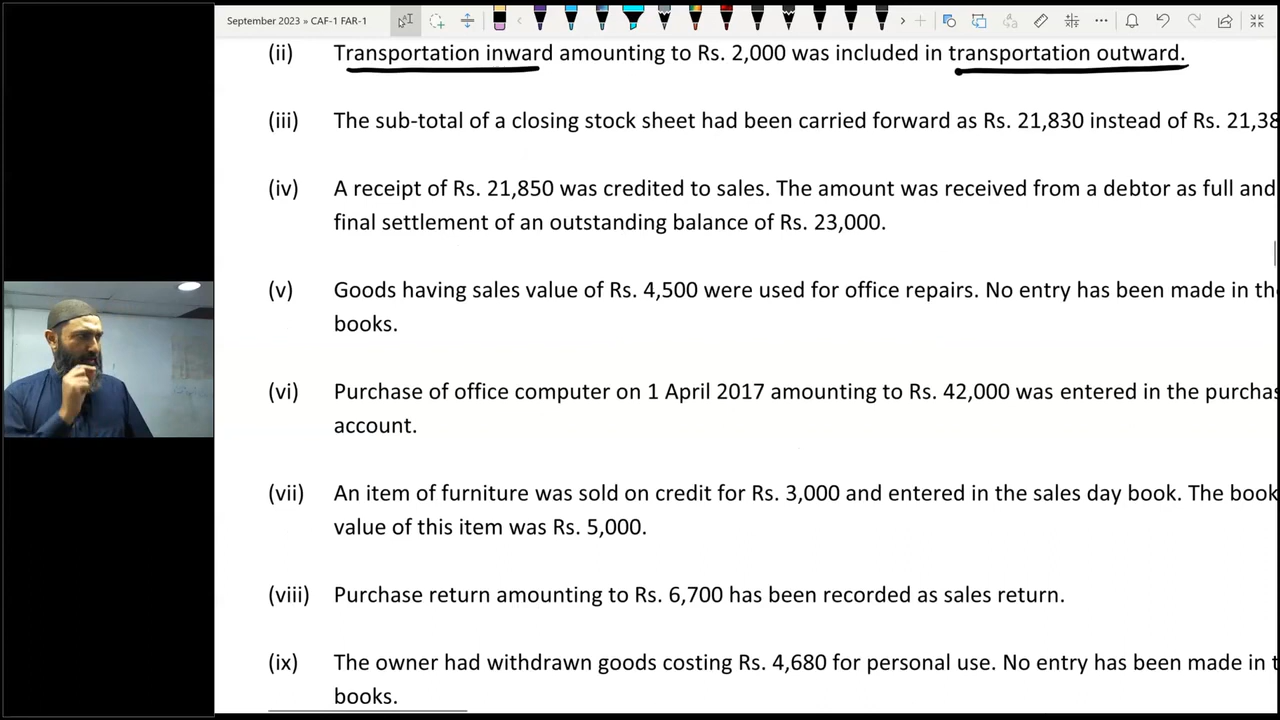 September 2023 » CAF-1 FAR-1
(ii) Transportation inward amounting to Rs. 2,000 was included in transportation outward.
(iii) The sub-total of a closing stock sheet had been carried forward as Rs. 21,830 instead of Rs. 21,38
(iv) A receipt of Rs. 21,850 was credited to sales. The amount was received from a debtor as full and
final settlement of an outstanding balance of Rs. 23,000.
(v) Goods having sales value of Rs. 4,500 were used for office repairs. No entry has been made in th
books.
(vi) Purchase of office computer on 1 April 2017 amounting to Rs. 42,000 was entered in the purchas
account.
(vii) An item of furniture was sold on credit for Rs. 3,000 and entered in the sales day book. The book
value of this item was Rs. 5,000.
(viii) Purchase return amounting to Rs. 6,700 has been recorded as sales return.
(ix) The owner had withdrawn goods costing Rs. 4,680 for personal use. No entry has been made in t
books.